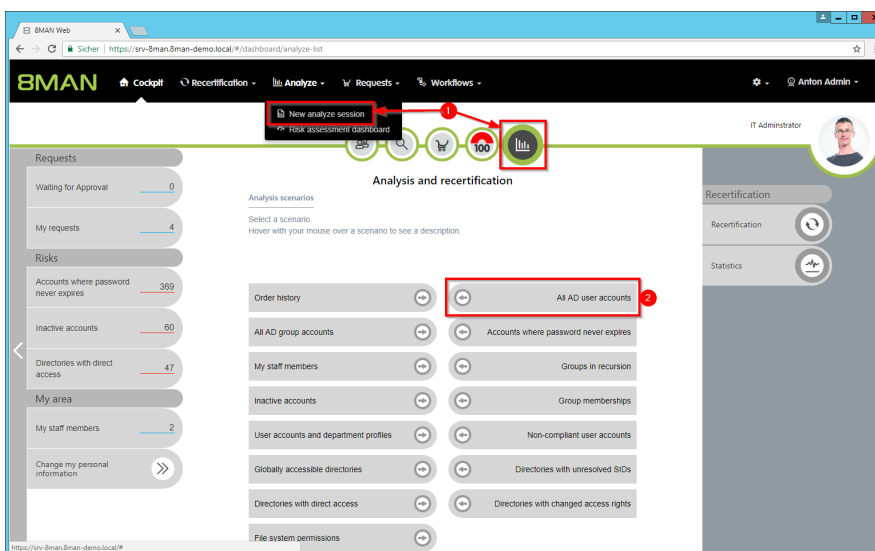 8MAN Web
Sicher | https://srv-8man.8man-demo.local/#/dashboard/analyze-list
8MAN
Cockpit
Recertification
Analyze
Requests
Workflows
Anton Admin
New analyze session
1
Risk assessment dashboard
IT Adminstrator
100
Requests
Analysis and recertification
Waiting for Approval
0
Analysis scenarios
Recertification
Select a scenario.
My requests
4
Hover with your mouse over a scenario to see a description.
Recertification
Risks
Statistics
Accounts where password
never expires
369
Order history
All AD user accounts
2
Inactive accounts
60
All AD group accounts
Accounts where password never expires
Directories with direct
access
47
My staff members
Groups in recursion
My area
Inactive accounts
Group memberships
My staff members
2
User accounts and department profiles
Non-compliant user accounts
Change my personal
information
Globally accessible directories
Directories with unresolved SIDs
Directories with direct access
Directories with changed access rights
File system permissions
https://srv-8man.8man-demo.local/#